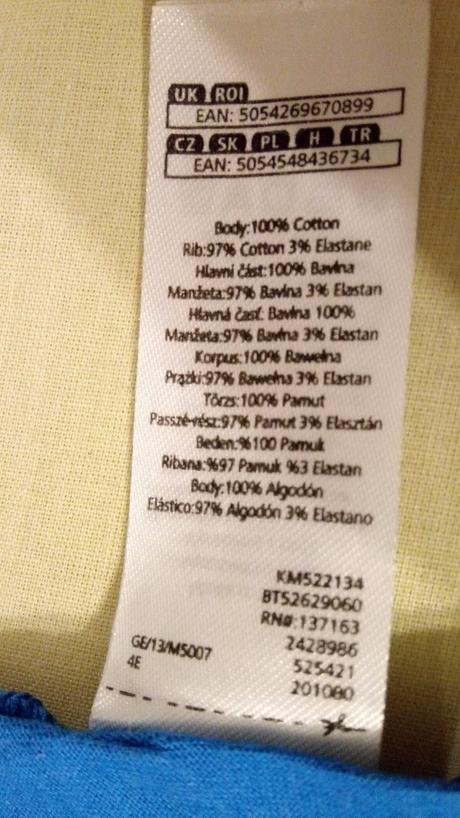 UK ROI
EAN: 5054269670899
CZ SK PL H TR
EAN: 5054548436734
Body:100% Cotton
Rib:97% Cotton 3% Elastane
Hlavní část:100% Bavlna
Manžeta:97% Bavlna 3% Elastan
Hlavná časť: Bavlna 100%
Manžeta:97% Bavlna 3% Elastan
Korpus:100% Bawełna
Prążki:97% Bawełna 3% Elastan
Törzs:100% Pamut
Passzé-rész:97% Pamut 3% Elasztán
Beden:%100 Pamuk
Ribana:%97 Pamuk %3 Elastan
Body:100% Algodón
Elástico:97% Algodón 3% Elastano
KM522134
BT52629060
RN#:137163
GE/13/M5007 2428986
4E 525421
201080